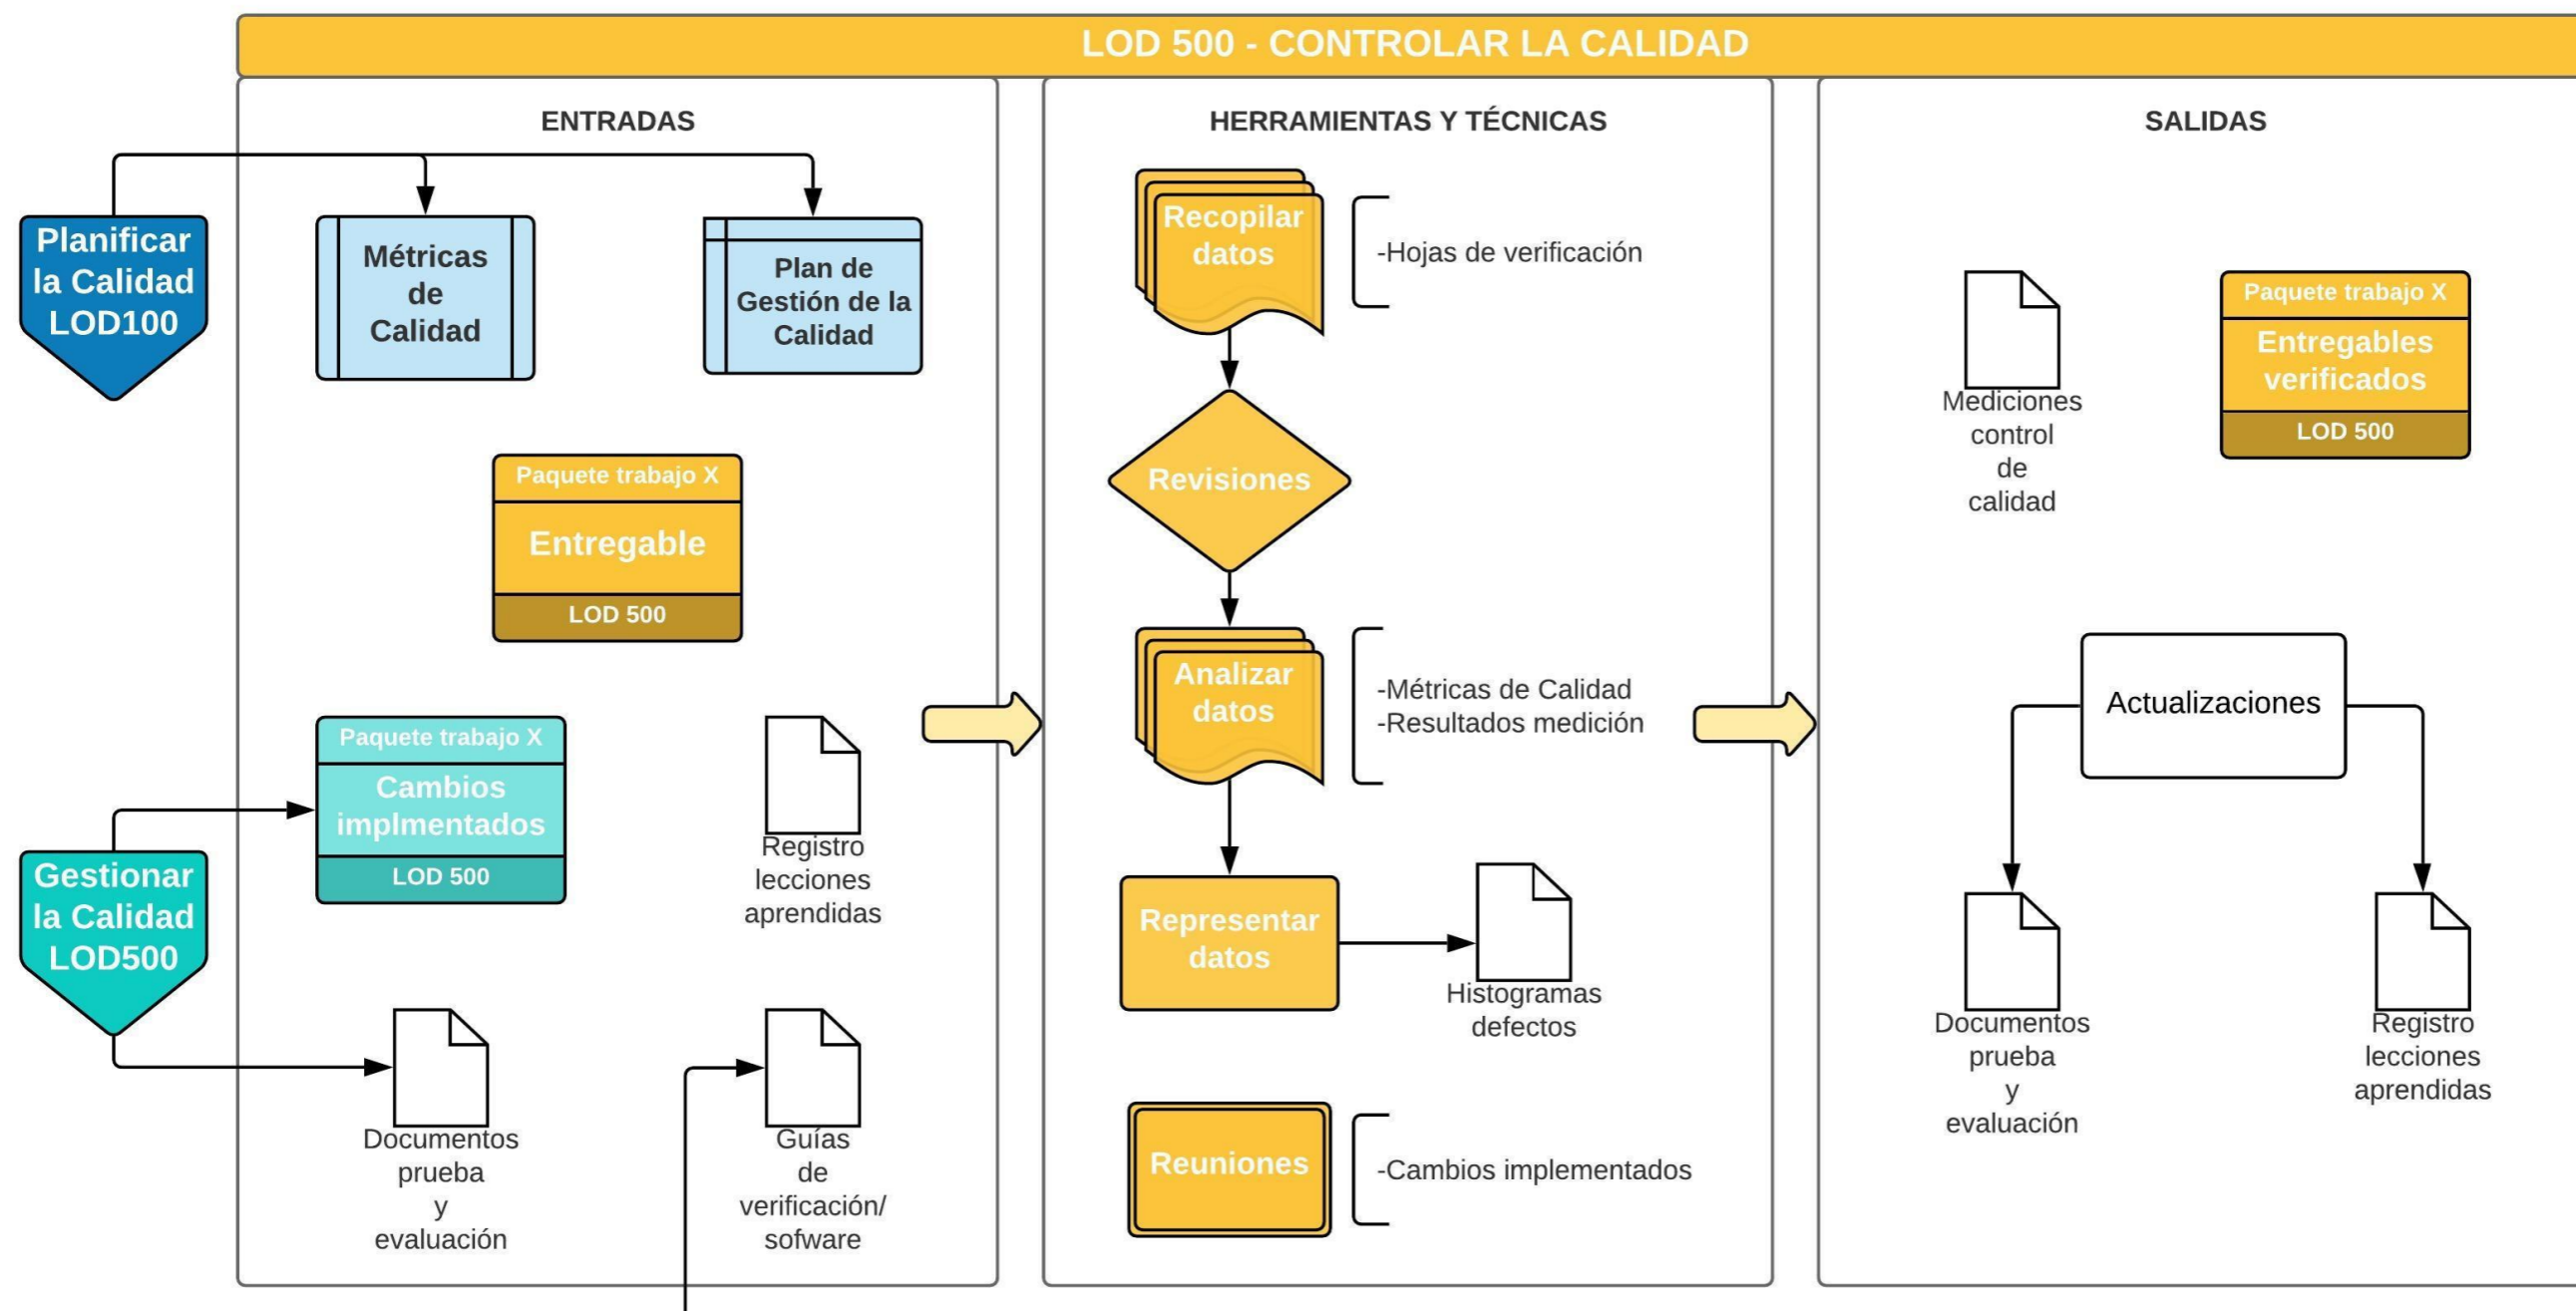 LOD 500 - CONTROLAR LA CALIDAD
ENTRADAS
Planificar
la Calidad
LOD100
Métricas
de
Calidad
Plan de
Gestión de la
Calidad
Paquete trabajo X
Entregable
LOD 500
Paquete trabajo X
Cambios
implmentados
LOD 500
Registro
lecciones
aprendidas
Gestionar
la Calidad
LOD500
Documentos
prueba
y
evaluación
Guías
de
verificación/
sofware
HERRAMIENTAS Y TÉCNICAS
Recopilar
datos
-Hojas de verificación
Revisiones
Analizar
datos
-Métricas de Calidad
-Resultados medición
Representar
datos
Histogramas
defectos
Reuniones
-Cambios implementados
SALIDAS
Mediciones
control
de
calidad
Paquete trabajo X
Entregables
verificados
LOD 500
Actualizaciones
Documentos
prueba
y
evaluación
Registro
lecciones
aprendidas